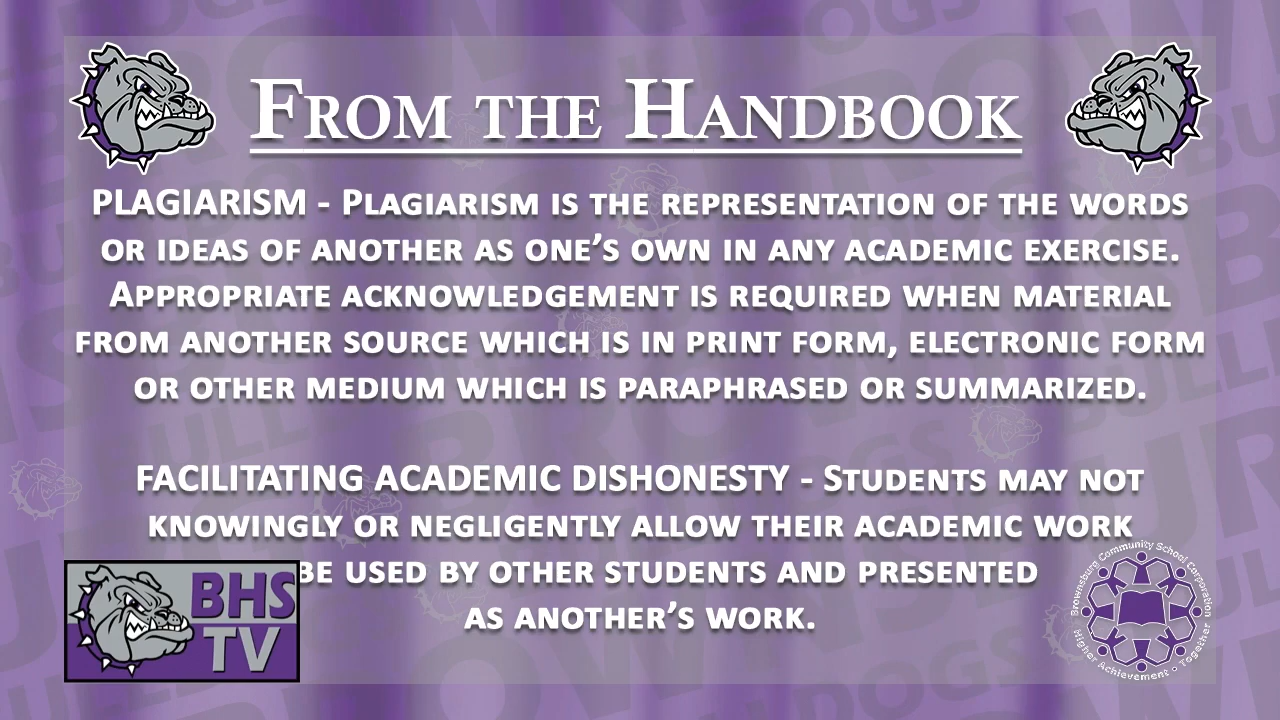 FROM THE HANDBOOK
PLAGIARISM - PLAGIARISM IS THE REPRESENTATION OF THE WORDS
OR IDEAS OF ANOTHER AS ONE'S OWN IN ANY ACADEMIC EXERCISE.
APPROPRIATE ACKNOWLEDGEMENT IS REQUIRED WHEN MATERIAL
FROM ANOTHER SOURCE WHICH IS IN PRINT FORM, ELECTRONIC FORM
OR OTHER MEDIUM WHICH IS PARAPHRASED OR SUMMARIZED.
FACILITATING ACADEMIC DISHONESTY - STUDENTS MAY NOT
KNOWINGLY OR NEGLIGENTLY ALLOW THEIR ACADEMIC WORK
BE USED BY OTHER STUDENTS AND PRESENTED
AS ANOTHER'S WORK.
BHS
TV
Brownsburg Community School Corporation
Higher Achievement • Together